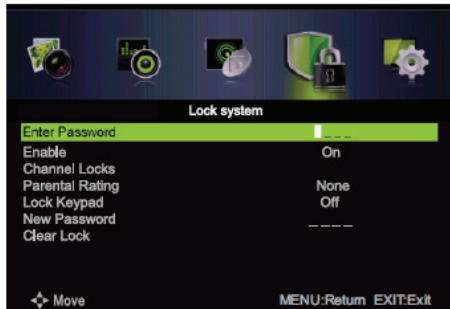 Lock system
Enter Password _ _ _
Enable On
Channel Locks
Parental Rating None
Lock Keypad Off
New Password _ _ _ _
Clear Lock
Move MENU:Return EXIT:Exit